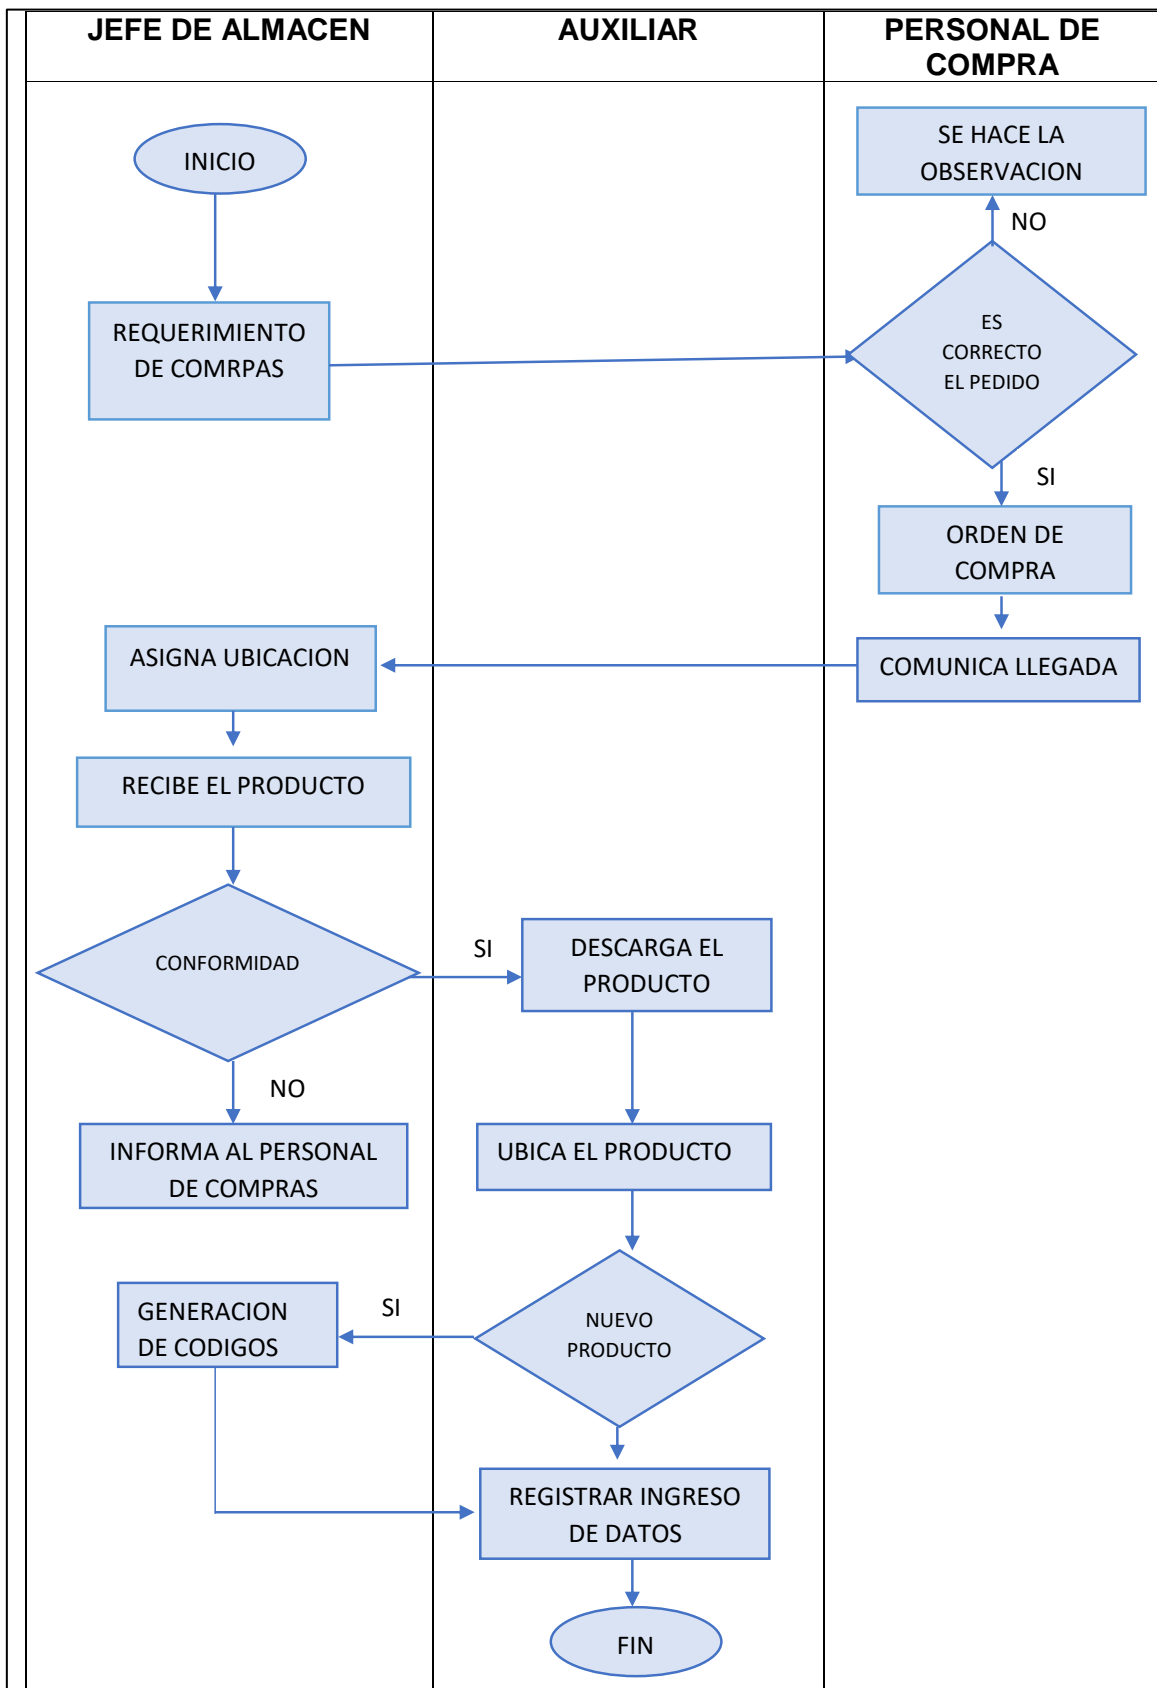 JEFE DE ALMACEN
AUXILIAR
PERSONAL DE
COMPRA
INICIO
SE HACE LA
OBSERVACION
NO
REQUERIMIENTO
DE COMRPAS
ES
CORRECTO
EL PEDIDO
SI
ORDEN DE
COMPRA
ASIGNA UBICACION
COMUNICA LLEGADA
RECIBE EL PRODUCTO
CONFORMIDAD
SI
DESCARGA EL
PRODUCTO
NO
INFORMA AL PERSONAL
DE COMPRAS
UBICA EL PRODUCTO
GENERACION
DE CODIGOS
SI
NUEVO
PRODUCTO
REGISTRAR INGRESO
DE DATOS
FIN